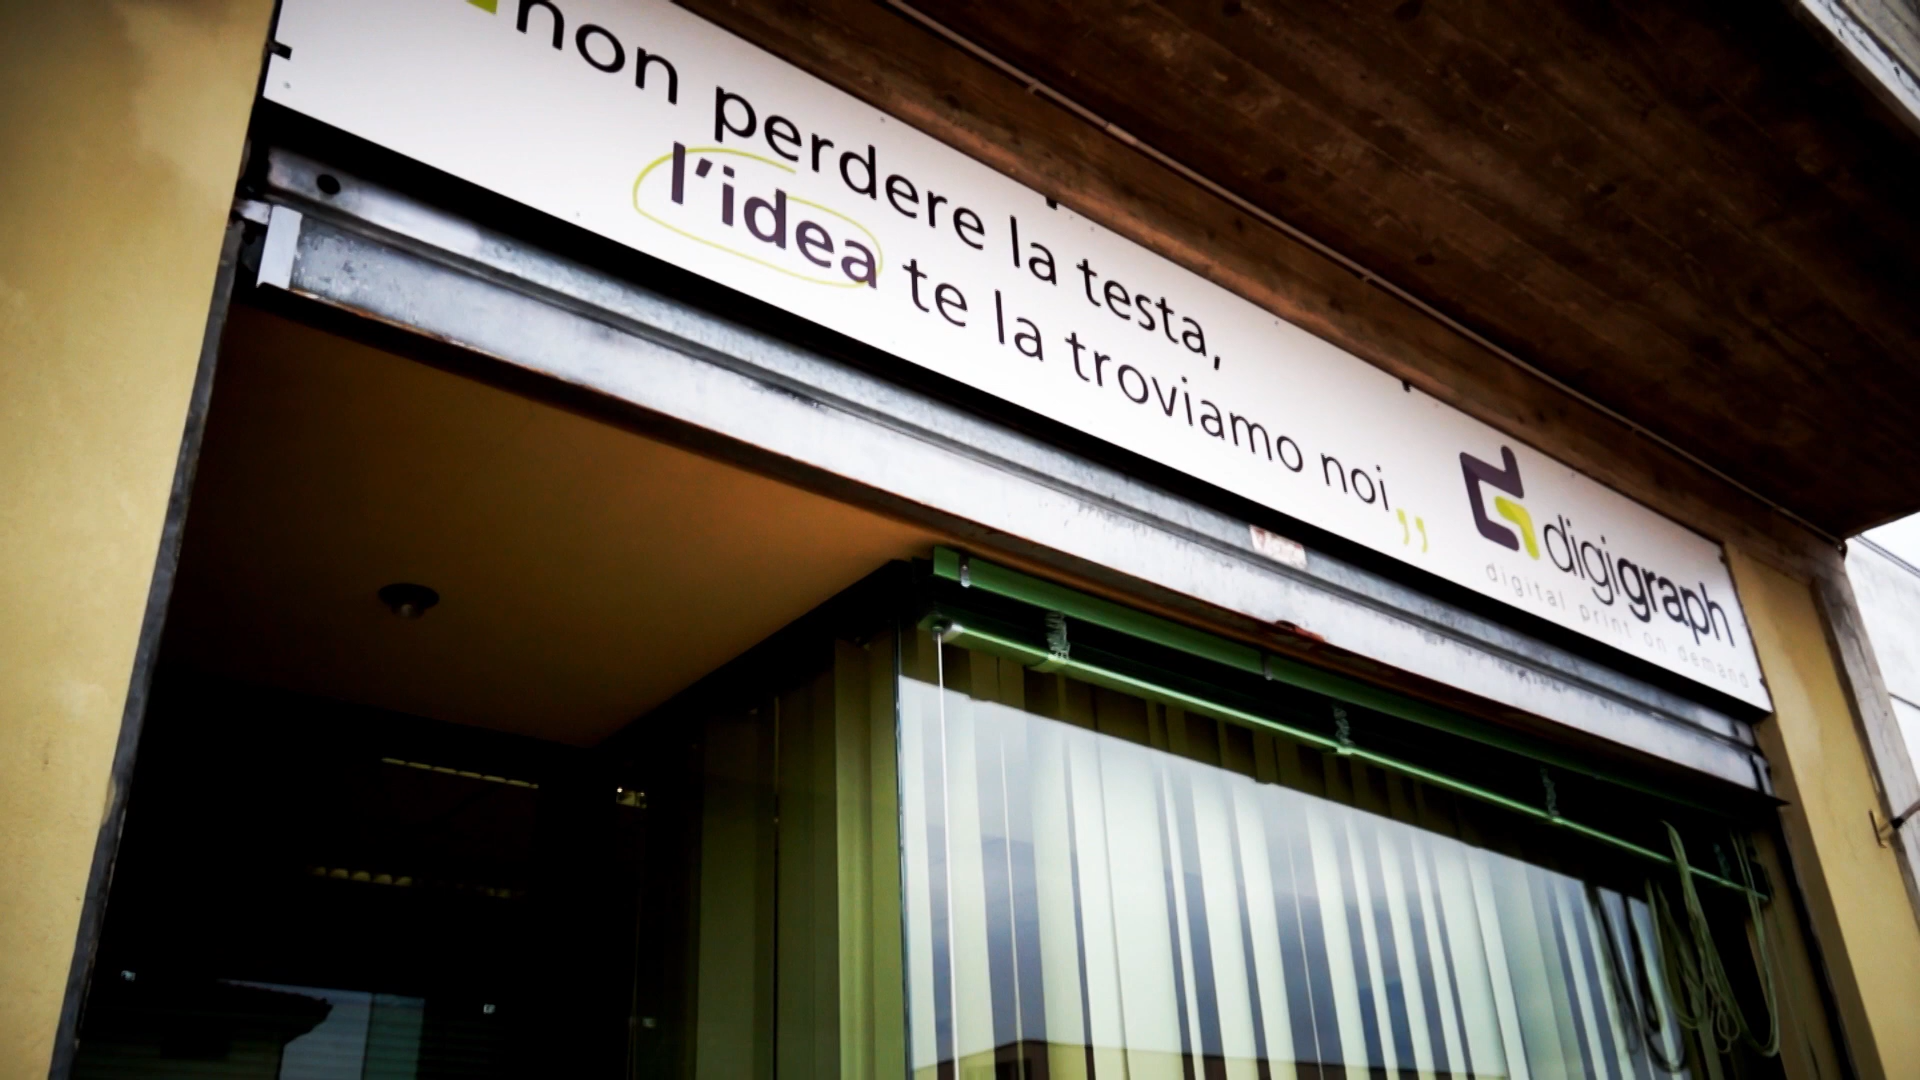 non perdere la testa,
l'idea te la troviamo noi,,
digigraph
digital print on demand